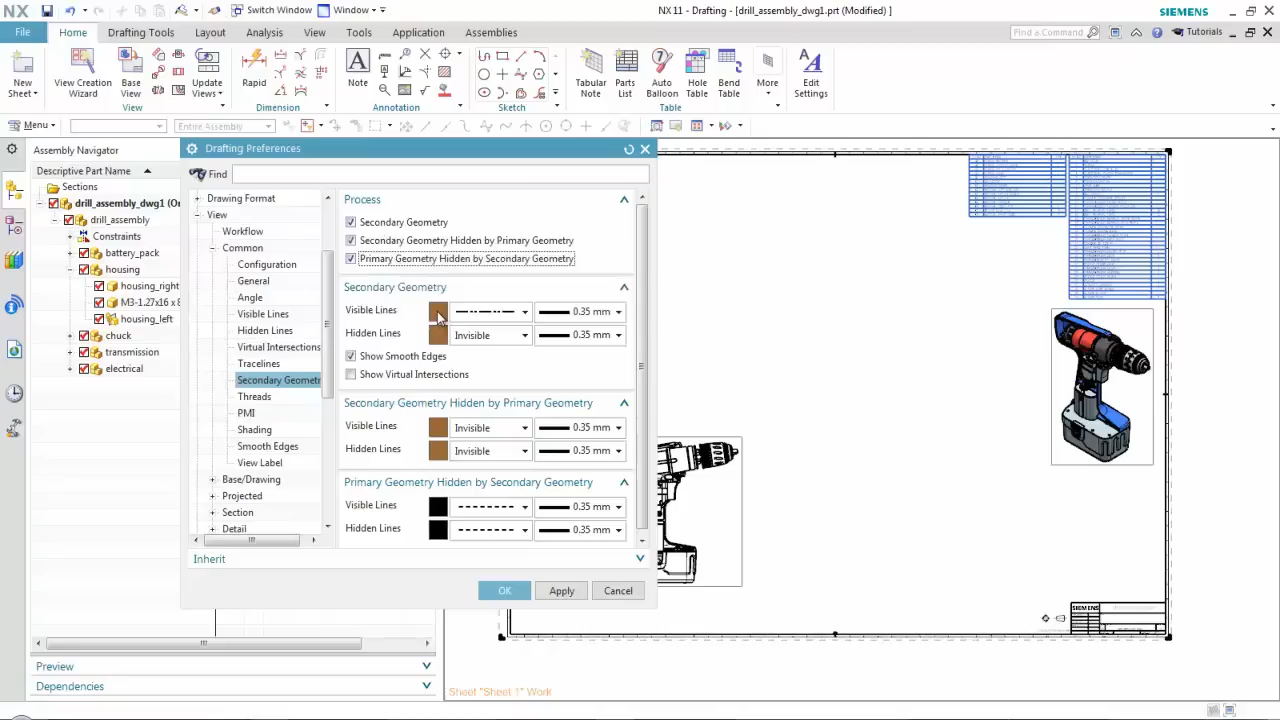 NX Switch Window Window NX 11 - Drafting - [drill_assembly_dwg1.prt (Modified) ] SIEMENS
File Home Drafting Tools Layout Analysis View Tools Application Assemblies Find a Command Tutorials
New Sheet
View Creation Wizard
Base View
Update Views
Rapid
Note
Tabular Note
Parts List
Auto Balloon
Hole Table
Bend Table
More
Edit Settings
View Dimension Annotation Sketch Table
Menu Entire Assembly
Assembly Navigator
Descriptive Part Name
Sections
drill_assembly_dwg1 (Or
drill_assembly
Constraints
battery_pack
housing
housing_right
M3-1.27x16 x 8
housing_left
chuck
transmission
electrical
Preview
Dependencies
Drafting Preferences
Find
Drawing Format
View
Workflow
Common
Configuration
General
Angle
Visible Lines
Hidden Lines
Virtual Intersections
Tracelines
Secondary Geometr
Threads
PMI
Shading
Smooth Edges
View Label
Base/Drawing
Projected
Section
Detail
Process
Secondary Geometry
Secondary Geometry Hidden by Primary Geometry
Primary Geometry Hidden by Secondary Geometry
Secondary Geometry
Visible Lines 0.35 mm
Hidden Lines Invisible 0.35 mm
Show Smooth Edges
Show Virtual Intersections
Secondary Geometry Hidden by Primary Geometry
Visible Lines Invisible 0.35 mm
Hidden Lines Invisible 0.35 mm
Primary Geometry Hidden by Secondary Geometry
Visible Lines 0.35 mm
Hidden Lines 0.35 mm
Inherit
OK Apply Cancel
SIEMENS
Sheet "Sheet 1" Work